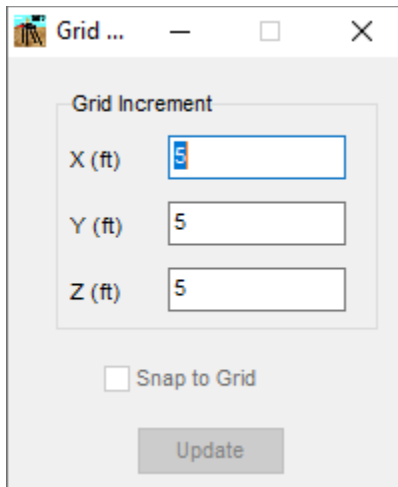 Grid ...
Grid Increment
X (ft) 5
Y (ft) 5
Z (ft) 5
Snap to Grid
Update